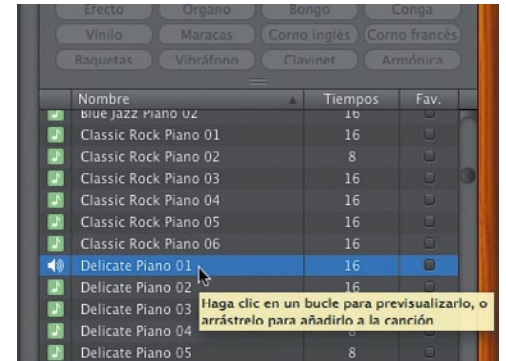 Efecto Organo Bongo Conga
Vinilo Maracas Corno inglés Corno francés
Raquetas Vibráfono Clavinet Armónica
Nombre Tiempos Fav.
Blue Jazz Piano 02 16
Classic Rock Piano 01 16
Classic Rock Piano 02 8
Classic Rock Piano 03 16
Classic Rock Piano 04 16
Classic Rock Piano 05 16
Classic Rock Piano 06 16
Delicate Piano 01 16
Delicate Piano 02 16
Delicate Piano 03
Haga clic en un bucle para previsualizarlo, o
arrástrelo para añadirlo a la canción
Delicate Piano 04 8
Delicate Piano 05 8